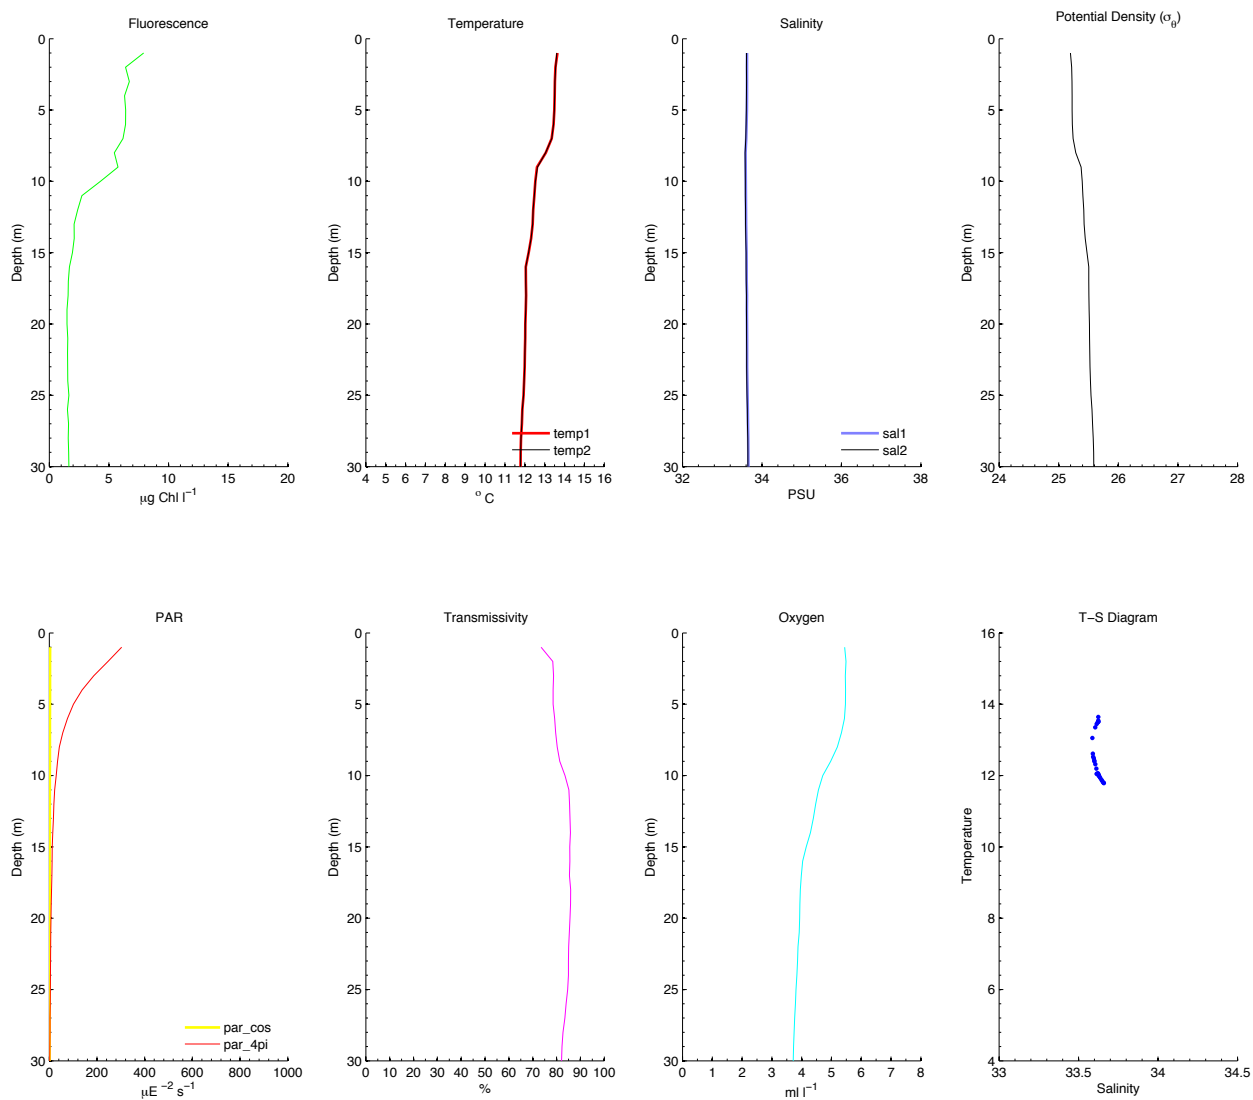 Fluorescence
0
5
10
15
20
25
30
Depth (m)
0 5 10 15 20
μg Chl l⁻¹
Temperature
0
5
10
15
20
25
30
Depth (m)
temp1
temp2
4 5 6 7 8 9 10 11 12 13 14 15 16
° C
Salinity
0
5
10
15
20
25
30
Depth (m)
sal1
sal2
32 34 36 38
PSU
Potential Density (σθ)
0
5
10
15
20
25
30
Depth (m)
24 25 26 27 28
PAR
0
5
10
15
20
25
30
Depth (m)
par_cos
par_4pi
0 200 400 600 800 1000
μE ⁻² s⁻¹
Transmissivity
0
5
10
15
20
25
30
Depth (m)
0 10 20 30 40 50 60 70 80 90 100
%
Oxygen
0
5
10
15
20
25
30
Depth (m)
0 1 2 3 4 5 6 7 8
ml l⁻¹
T−S Diagram
16
14
12
10
8
6
4
Temperature
33 33.5 34 34.5
Salinity